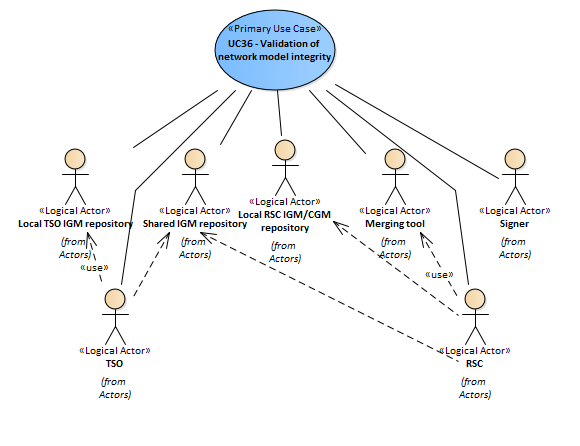 «Primary Use Case»
UC36 - Validation of
network model integrity
«Logical Actor»
Local TSO IGM repository
(from
Actors)
«Logical Actor»
Shared IGM repository
(from
Actors)
«Logical Actor»
Local RSC IGM/CGM
repository
(from
Actors)
«Logical Actor»
Merging tool
(from
Actors)
«Logical Actor»
Signer
(from
Actors)
«use»
«use»
«Logical Actor»
TSO
(from
Actors)
«Logical Actor»
RSC
(from
Actors)